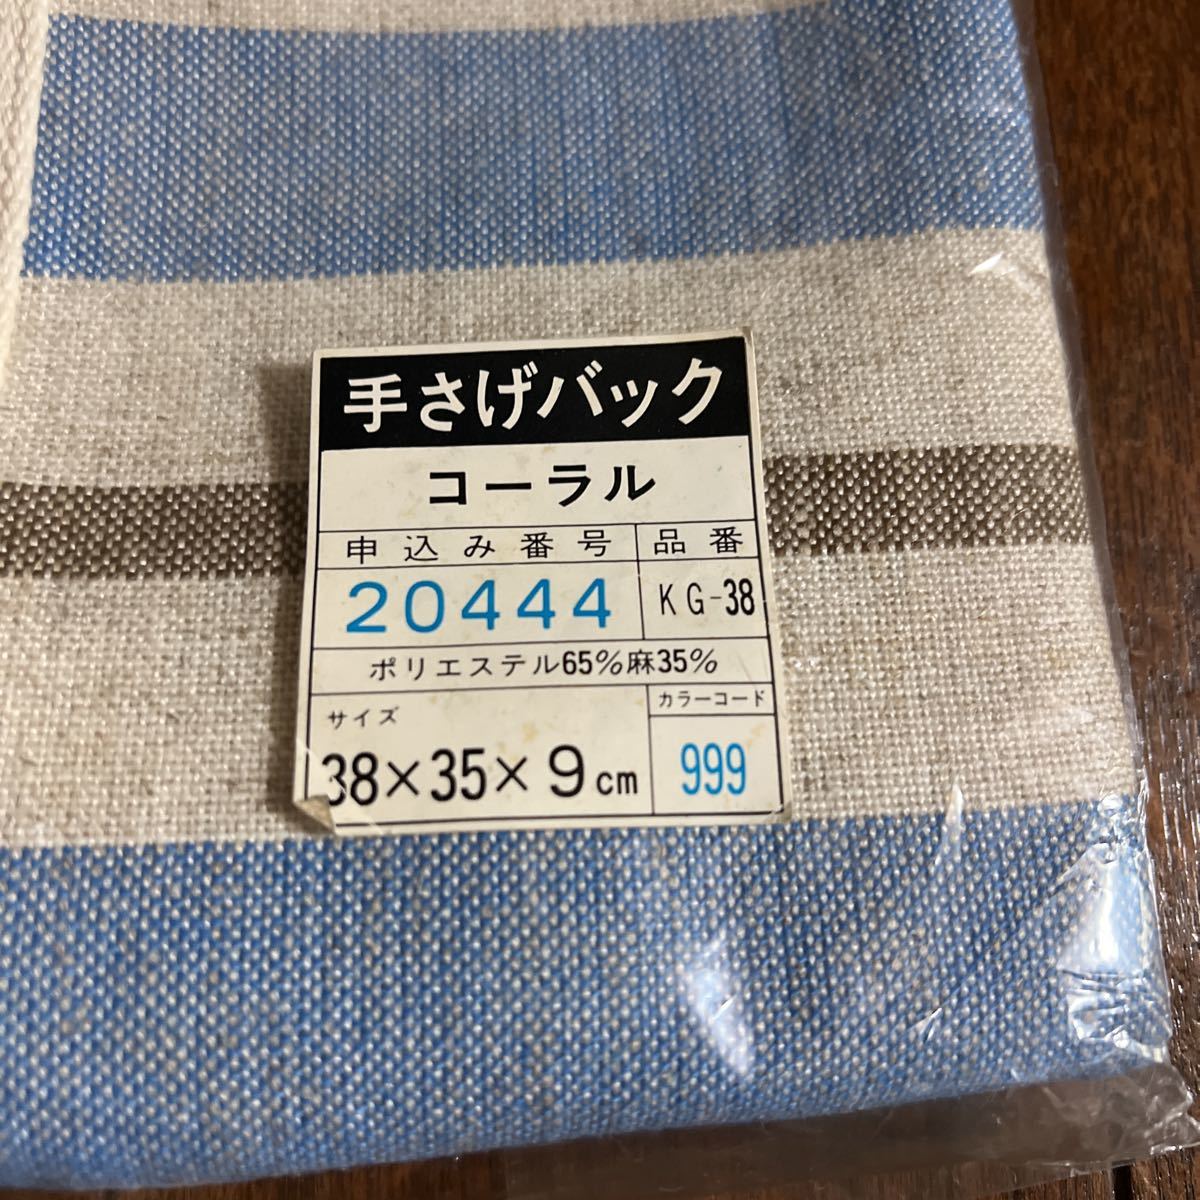 手さげバック
コーラル
申込み番号 品番
20444 KG-38
ポリエステル65%麻35%
サイズ カラーコード
38×35×9cm 999